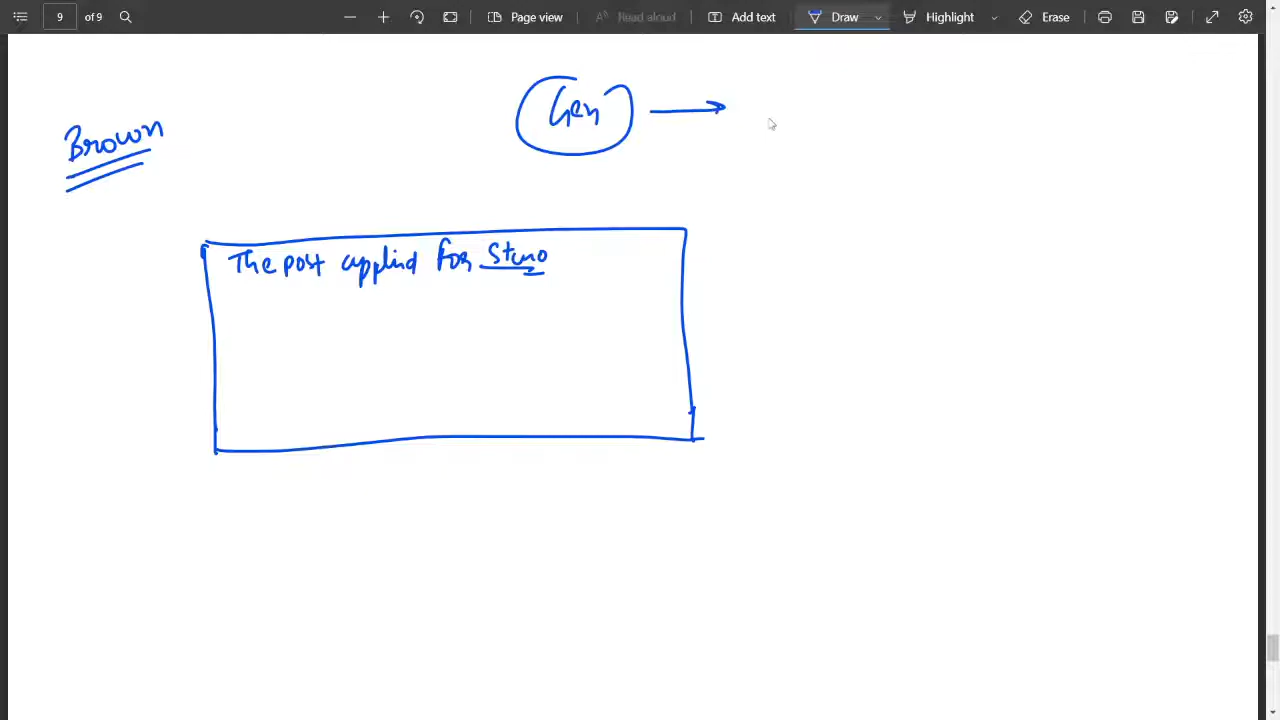 9 of 9 Page view Read aloud Add text Draw Highlight Erase
Gen
Brown
The post applied for Steno